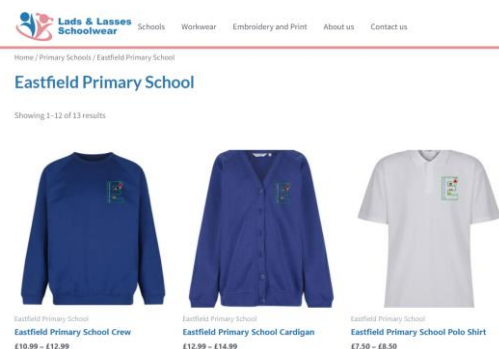 Lads & Lasses
Schoolwear
Schools Workwear Embroidery and Print About us Contact us
Home / Primary Schools / Eastfield Primary School
Eastfield Primary School
Showing 1–12 of 13 results
E E E
Eastfield Primary School Eastfield Primary School Eastfield Primary School
Eastfield Primary School Crew Eastfield Primary School Cardigan Eastfield Primary School Polo Shirt
£10.99 – £12.99 £12.99 – £14.99 £7.50 – £8.50